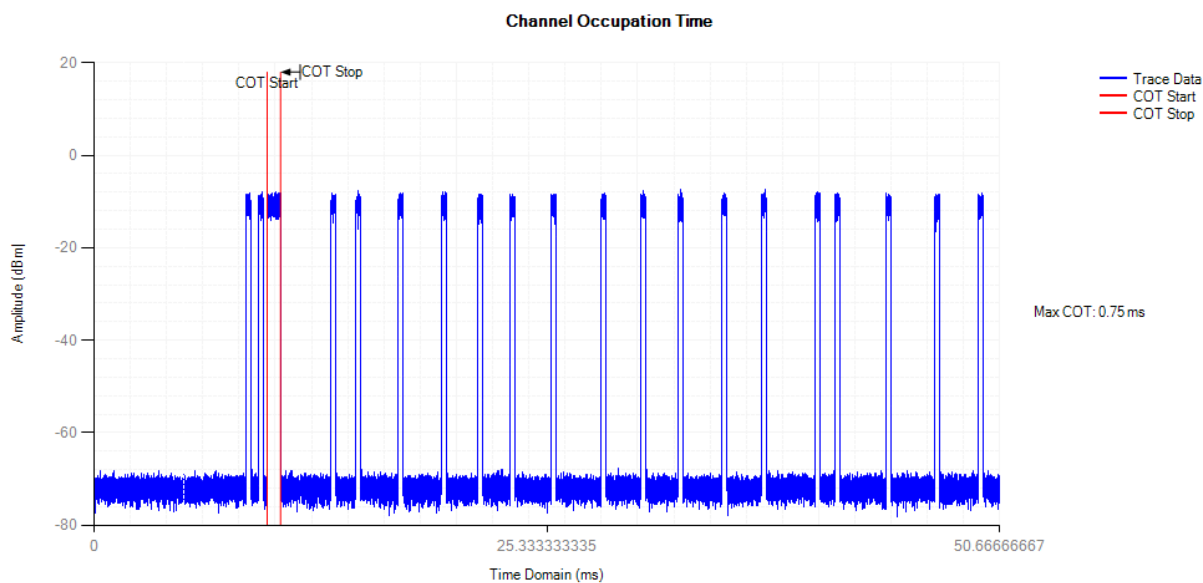 Channel Occupation Time
20
COT Start
COT Stop
Trace Data
COT Start
COT Stop
0
-20
-40
-60
-80
Amplitude (dBm)
Max COT: 0.75 ms
0
25.333333335
50.66666667
Time Domain (ms)